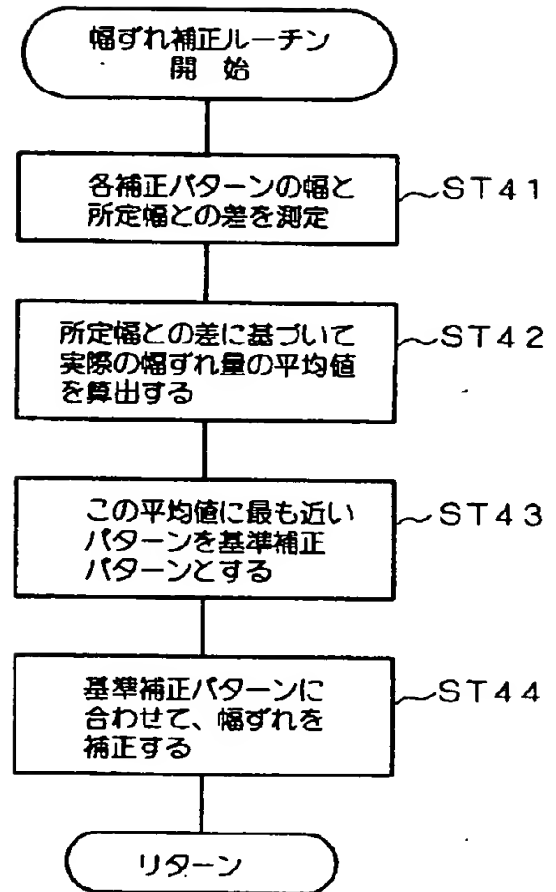 幅ずれ補正ルーチン
開 始
各補正パターンの幅と
所定幅との差を測定
ST41
所定幅との差に基づいて
実際の幅ずれ量の平均値
を算出する
ST42
この平均値に最も近い
パターンを基準補正
パターンとする
ST43
基準補正パターンに
合わせて、幅ずれを
補正する
ST44
リターン